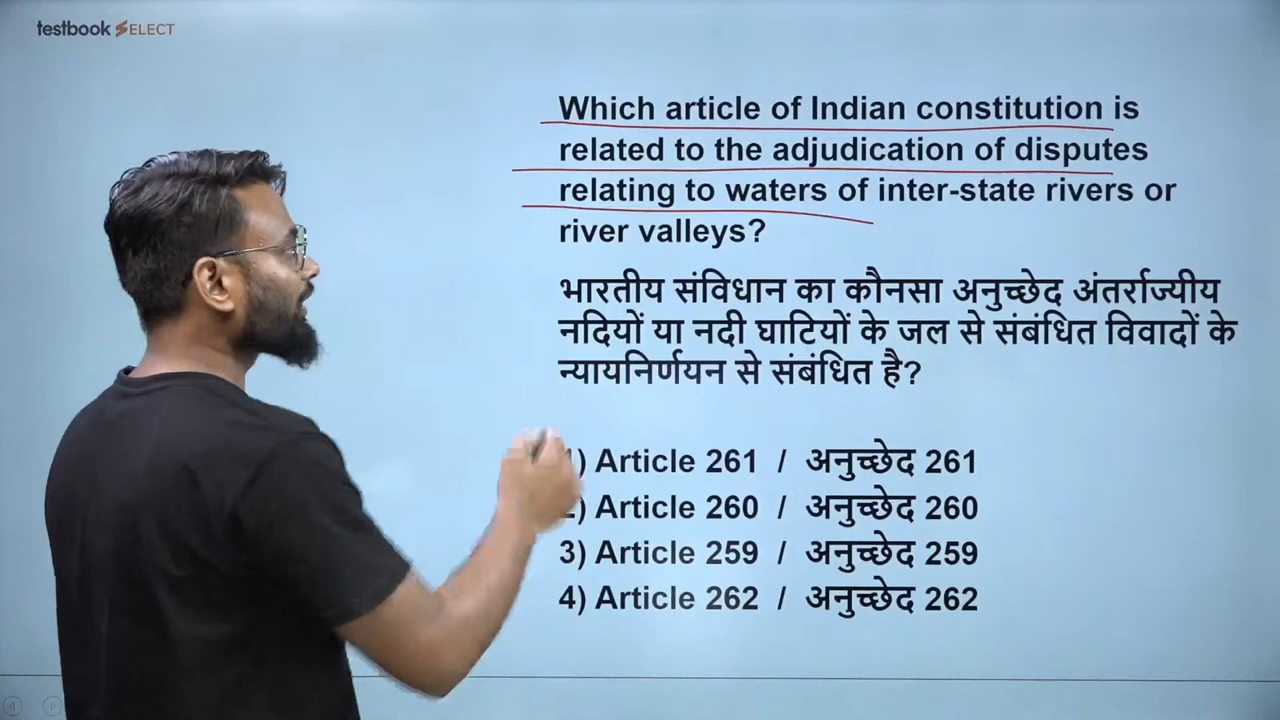 testbook SELECT
Which article of Indian constitution is
related to the adjudication of disputes
relating to waters of inter-state rivers or
river valleys?
भारतीय संविधान का कौनसा अनुच्छेद अंतर्राज्यीय
नदियों या नदी घाटियों के जल से संबंधित विवादों के
न्यायनिर्णयन से संबंधित है?
) Article 261 / अनुच्छेद 261
) Article 260 / अनुच्छेद 260
3) Article 259 / अनुच्छेद 259
4) Article 262 / अनुच्छेद 262